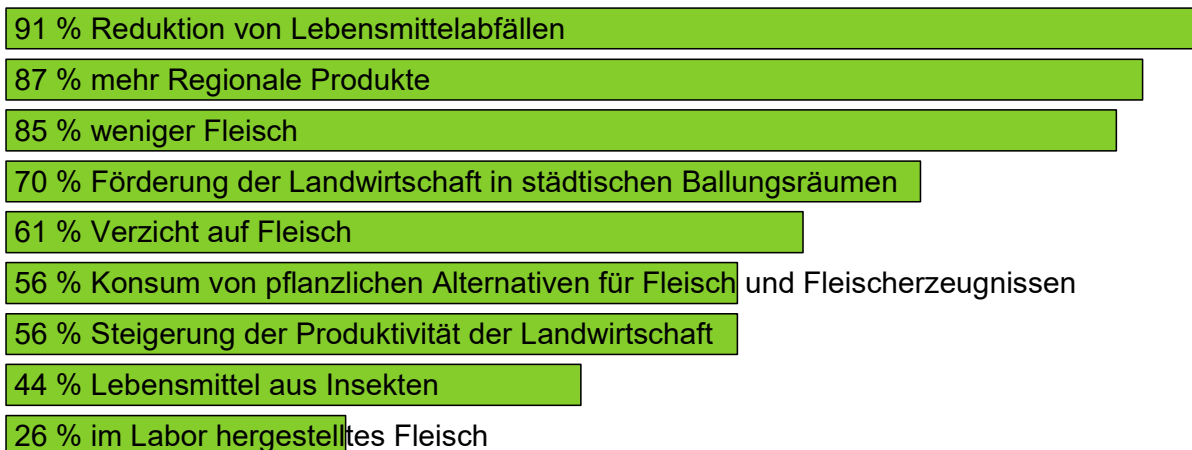 91 % Reduktion von Lebensmittelabfällen
87 % mehr Regionale Produkte
85 % weniger Fleisch
70 % Förderung der Landwirtschaft in städtischen Ballungsräumen
61 % Verzicht auf Fleisch
56 % Konsum von pflanzlichen Alternativen für Fleisch und Fleischerzeugnissen
56 % Steigerung der Produktivität der Landwirtschaft
44 % Lebensmittel aus Insekten
26 % im Labor hergestelltes Fleisch